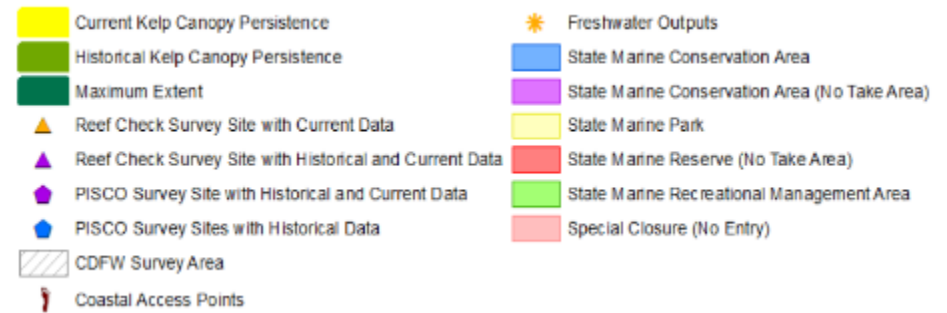 Current Kelp Canopy Persistence
Historical Kelp Canopy Persistence
Maximum Extent
Reef Check Survey Site with Current Data
Reef Check Survey Site with Historical and Current Data
PISCO Survey Site with Historical and Current Data
PISCO Survey Sites with Historical Data
CDFW Survey Area
Coastal Access Points
Freshwater Outputs
State Marine Conservation Area
State Marine Conservation Area (No Take Area)
State Marine Park
State Marine Reserve (No Take Area)
State Marine Recreational Management Area
Special Closure (No Entry)